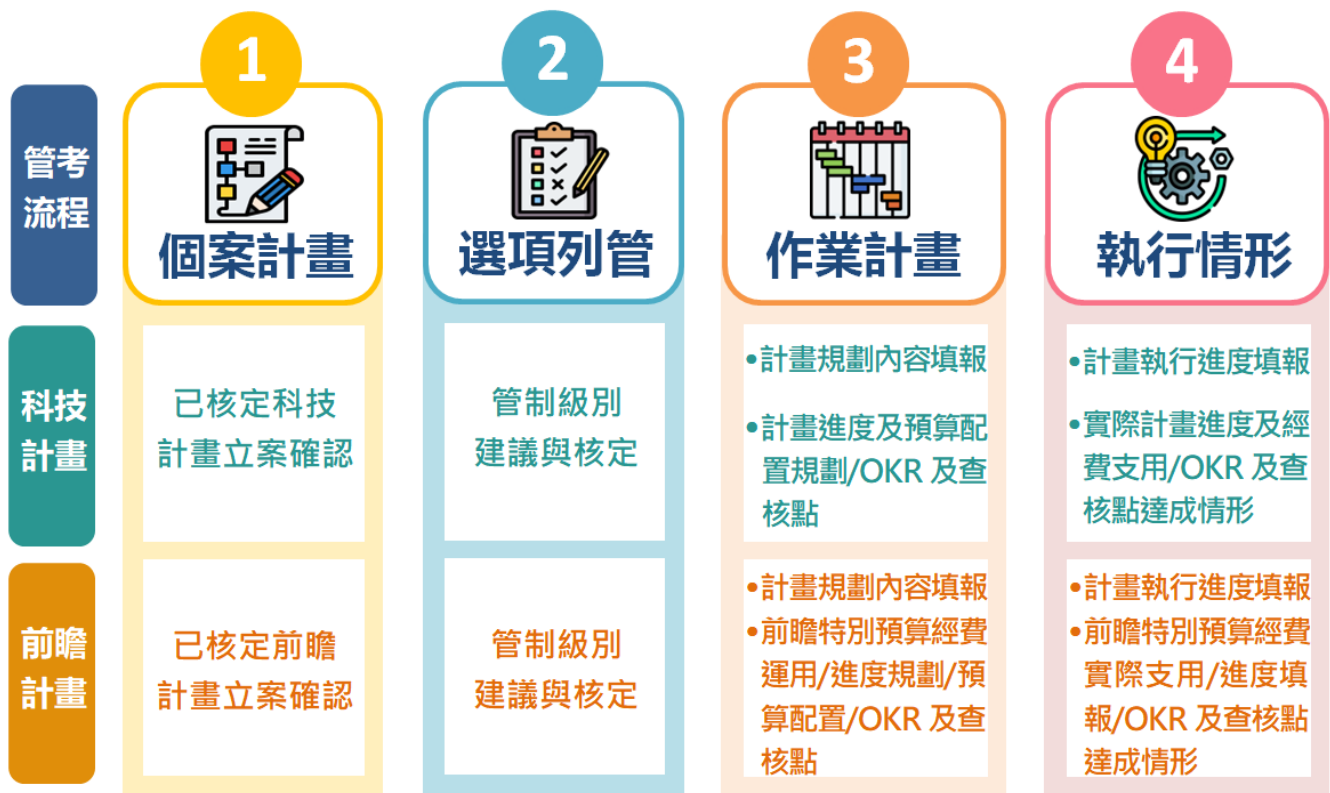 1
2
3
4
管考
流程
個案計畫
選項列管
作業計畫
執行情形
科技
計畫
已核定科技
計畫立案確認
管制級別
建議與核定
•計畫規劃內容填報
•計畫進度及預算配
置規劃/OKR 及查
核點
•計畫執行進度填報
•實際計畫進度及經
費支用/OKR 及查
核點達成情形
前瞻
計畫
已核定前瞻
計畫立案確認
管制級別
建議與核定
•計畫規劃內容填報
•前瞻特別預算經費
運用/進度規劃/預
算配置/OKR 及查
核點
•計畫執行進度填報
•前瞻特別預算經費
實際支用/進度填
報/OKR 及查核點
達成情形